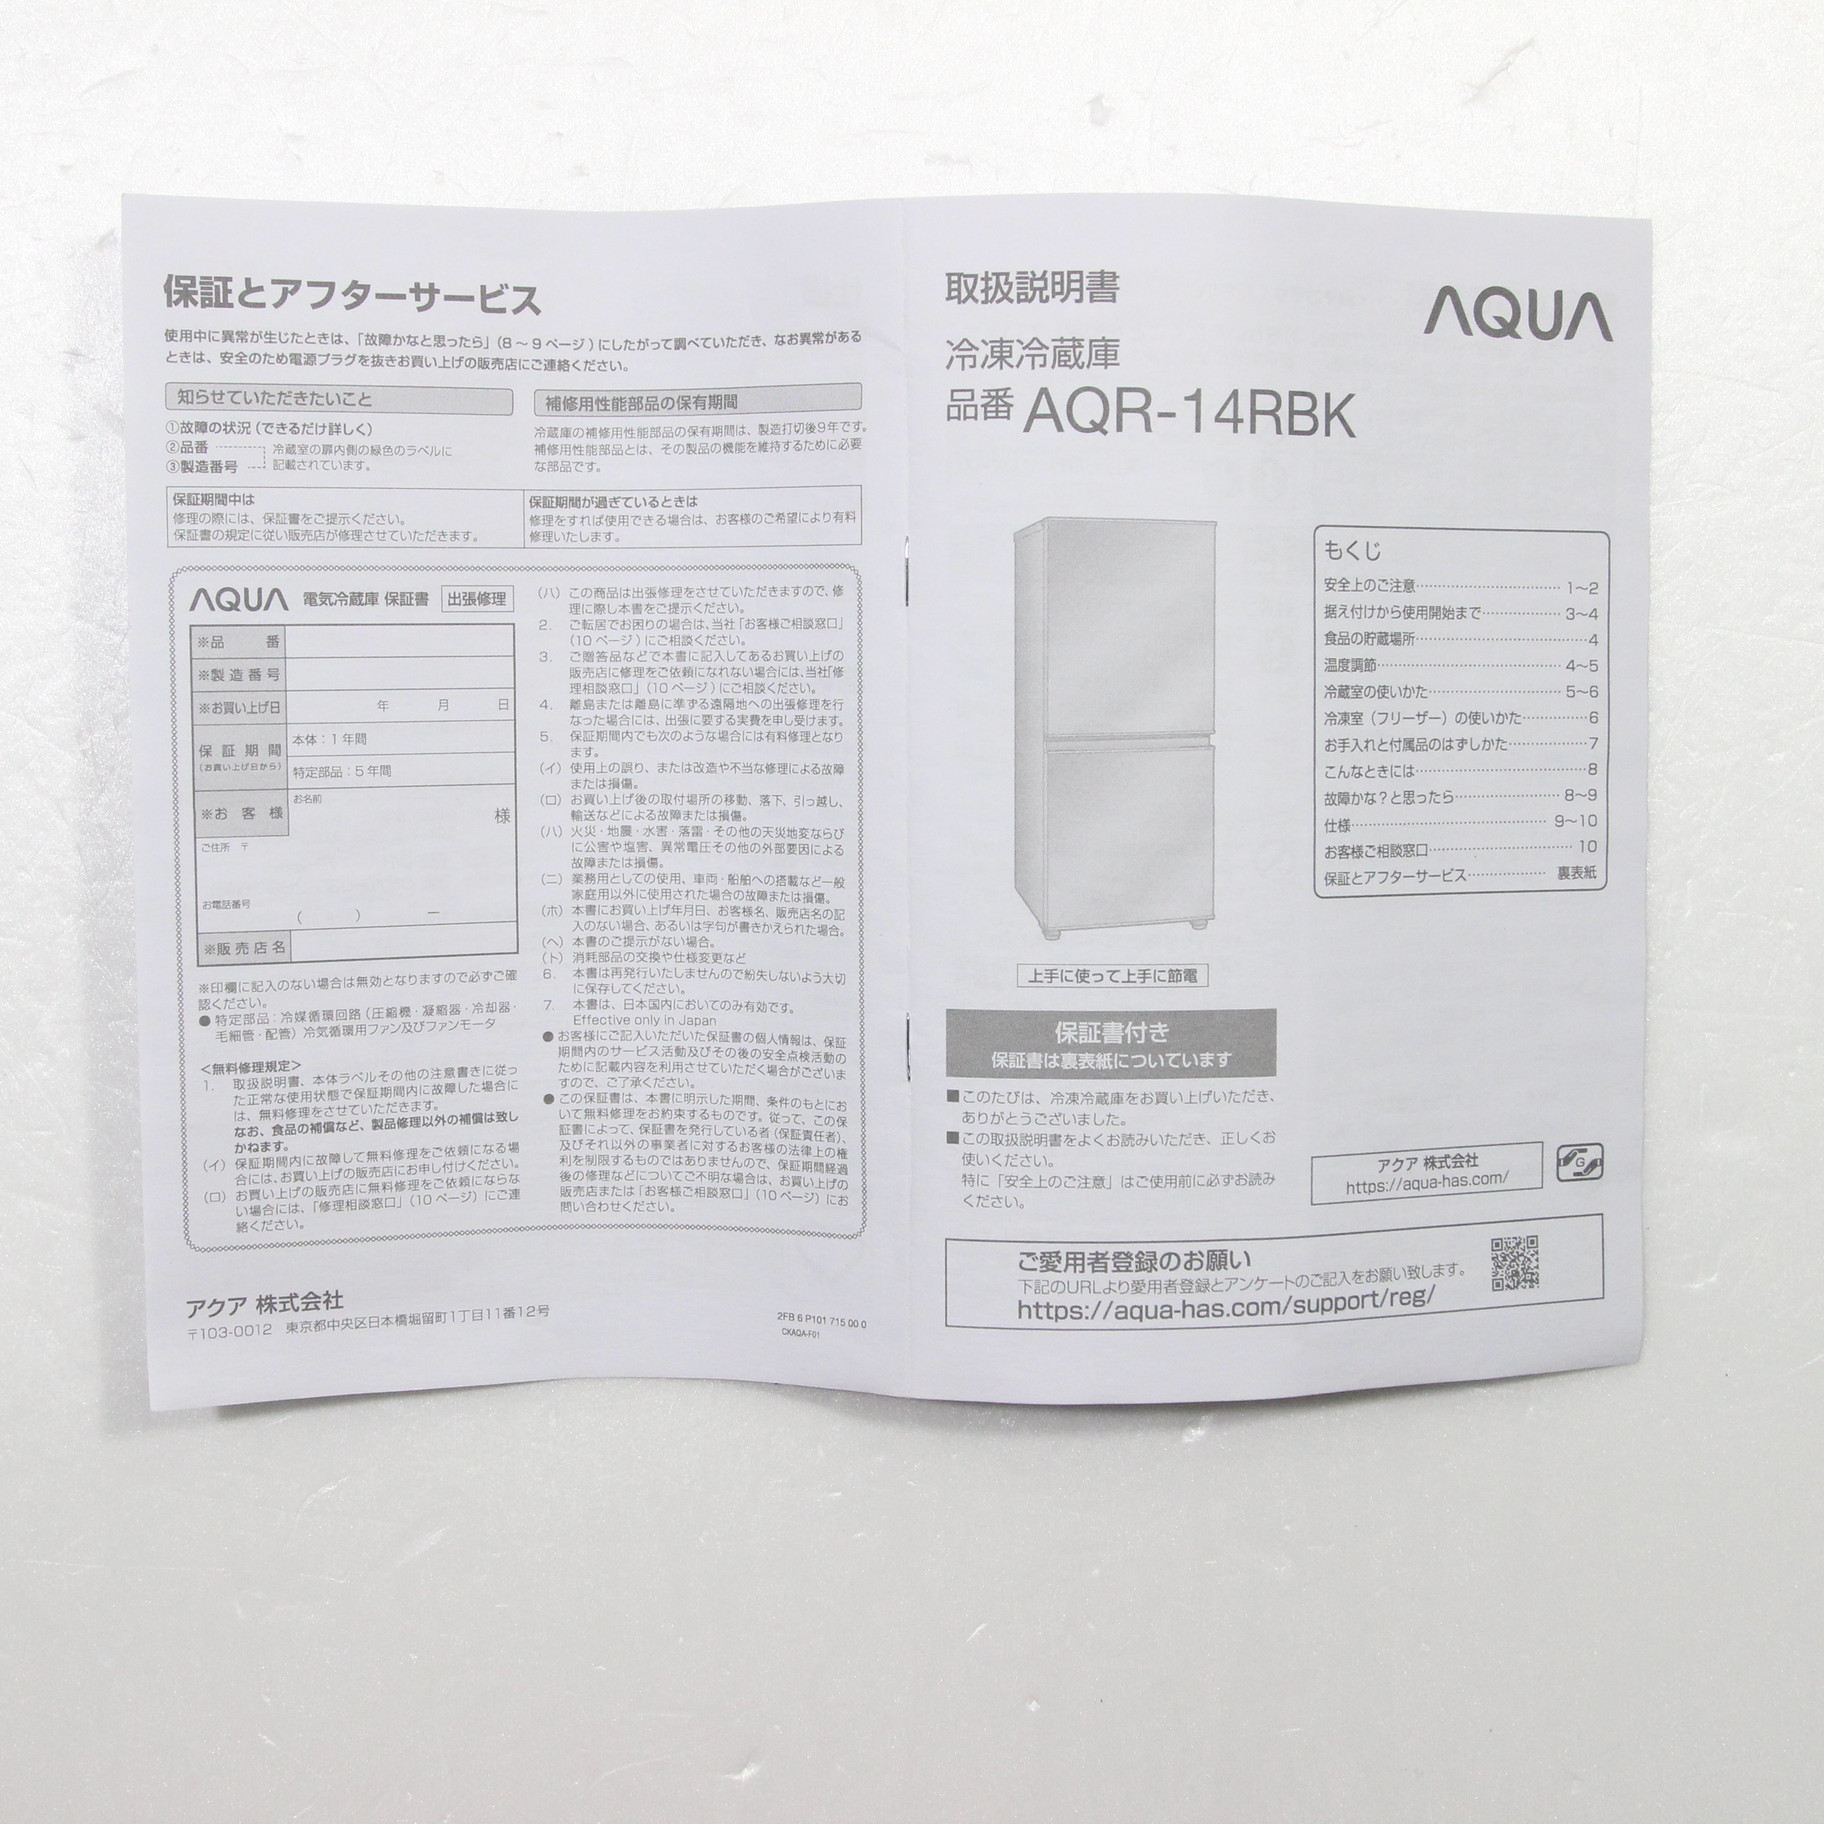 保証とアフターサービス
使用中に異常が生じたときは、「故障かなと思ったら」(8～9ページ)にしたがって調べていただき、なお異常がある
ときは、安全のため電源プラグを抜きお買い上げの販売店にご連絡ください。
知らせていただきたいこと
①故障の状況(できるだけ詳しく)
②品番
③製造番号
冷蔵室の扉内側の緑色のラベルに
記載されています。
補修用性能部品の保有期間
冷蔵庫の補修用性能部品の保有期間は、製造打切後9年です。
補修用性能部品とは、その製品の機能を維持するために必要
な部品です。
保証期間中は
修理の際には、保証書をご提示ください。
保証書の規定に従い販売店が修理させていただきます。
保証期間が過ぎているときは
修理をすれば使用できる場合は、お客様のご希望により有料
修理いたします。
AQUA 電気冷蔵庫 保証書 出張修理
※品番
※製造番号
※お買い上げ日 年 月 日
保証期間
(お買い上げ日から)
本体：1年間
特定部品：5年間
※お客様
お名前
様
ご住所 〒
お電話番号
( ) ー
※販売店名
※印欄に記入のない場合は無効となりますので必ずご確
認ください。
●特定部品：冷媒循環回路(圧縮機・凝縮器・冷却器・
毛細管・配管)冷気循環用ファン及びファンモータ
＜無料修理規定＞
1. 取扱説明書、本体ラベルその他の注意書きに従っ
た正常な使用状態で保証期間内に故障した場合に
は、無料修理をさせていただきます。
なお、食品の補償など、製品修理以外の補償は致し
かねます。
(イ) 保証期間内に故障して無料修理をご依頼になる場
合には、お買い上げの販売店にお申し付けください。
(ロ) お買い上げの販売店に無料修理をご依頼にならな
い場合には、「修理相談窓口」(10ページ)にご連
絡ください。
(ハ) この商品は出張修理をさせていただきますので、修
理に際し本書をご提示ください。
2. ご転居でお困りの場合は、当社「お客様ご相談窓口」
(10ページ)にご相談ください。
3. ご贈答品などで本書に記入してあるお買い上げの
販売店に修理をご依頼になれない場合には、当社「修
理相談窓口」(10ページ)にご相談ください。
4. 離島または離島に準ずる遠隔地への出張修理を行
なった場合には、出張に要する実費を申し受けます。
5. 保証期間内でも次のような場合には有料修理となり
ます。
(イ) 使用上の誤り、または改造や不当な修理による故障
または損傷。
(ロ) お買い上げ後の取付場所の移動、落下、引っ越し、
輸送などによる故障または損傷。
(ハ) 火災・地震・水害・落雷・その他の天災地変ならび
に公害や塩害、異常電圧その他の外部要因による
故障または損傷。
(ニ) 業務用としての使用、車両・船舶への搭載など一般
家庭用以外に使用された場合の故障または損傷。
(ホ) 本書にお買い上げ年月日、お客様名、販売店名の記
入のない場合、あるいは字句が書きかえられた場合。
(ヘ) 本書のご提示がない場合。
(ト) 消耗部品の交換や仕様変更など
6. 本書は再発行いたしませんので紛失しないよう大切
に保存してください。
7. 本書は、日本国内においてのみ有効です。
Effective only in Japan
●お客様にご記入いただいた保証書の個人情報は、保証
期間内のサービス活動及びその後の安全点検活動の
ために記載内容を利用させていただく場合がございま
すので、ご了承ください。
●この保証書は、本書に明示した期間、条件のもとにお
いて無料修理をお約束するものです。従って、この保
証書によって、保証書を発行している者(保証責任者)、
及びそれ以外の事業者に対するお客様の法律上の権
利を制限するものではありませんので、保証期間経過
後の修理などについてご不明な場合は、お買い上げの
販売店または「お客様ご相談窓口」(10ページ)にお
問い合わせください。
アクア 株式会社
〒103-0012 東京都中央区日本橋堀留町1丁目11番12号
2FB 6 P101 715 00 0
CKAQA-F01
取扱説明書
AQUA
冷凍冷蔵庫
品番 AQR-14RBK
もくじ
安全上のご注意 1～2
据え付けから使用開始まで 3～4
食品の貯蔵場所 4
温度調節 4～5
冷蔵室の使いかた 5～6
冷凍室(フリーザー)の使いかた 6
お手入れと付属品のはずしかた 7
こんなときには 8
故障かな？と思ったら 8～9
仕様 9～10
お客様ご相談窓口 10
保証とアフターサービス 裏表紙
上手に使って上手に節電
保証書付き
保証書は裏表紙についています
■このたびは、冷凍冷蔵庫をお買い上げいただき、
ありがとうございました。
■この取扱説明書をよくお読みいただき、正しくお
使いください。
特に「安全上のご注意」はご使用前に必ずお読み
ください。
アクア 株式会社
https://aqua-has.com/
G
ご愛用者登録のお願い
下記のURLより愛用者登録とアンケートのご記入をお願い致します。
https://aqua-has.com/support/reg/